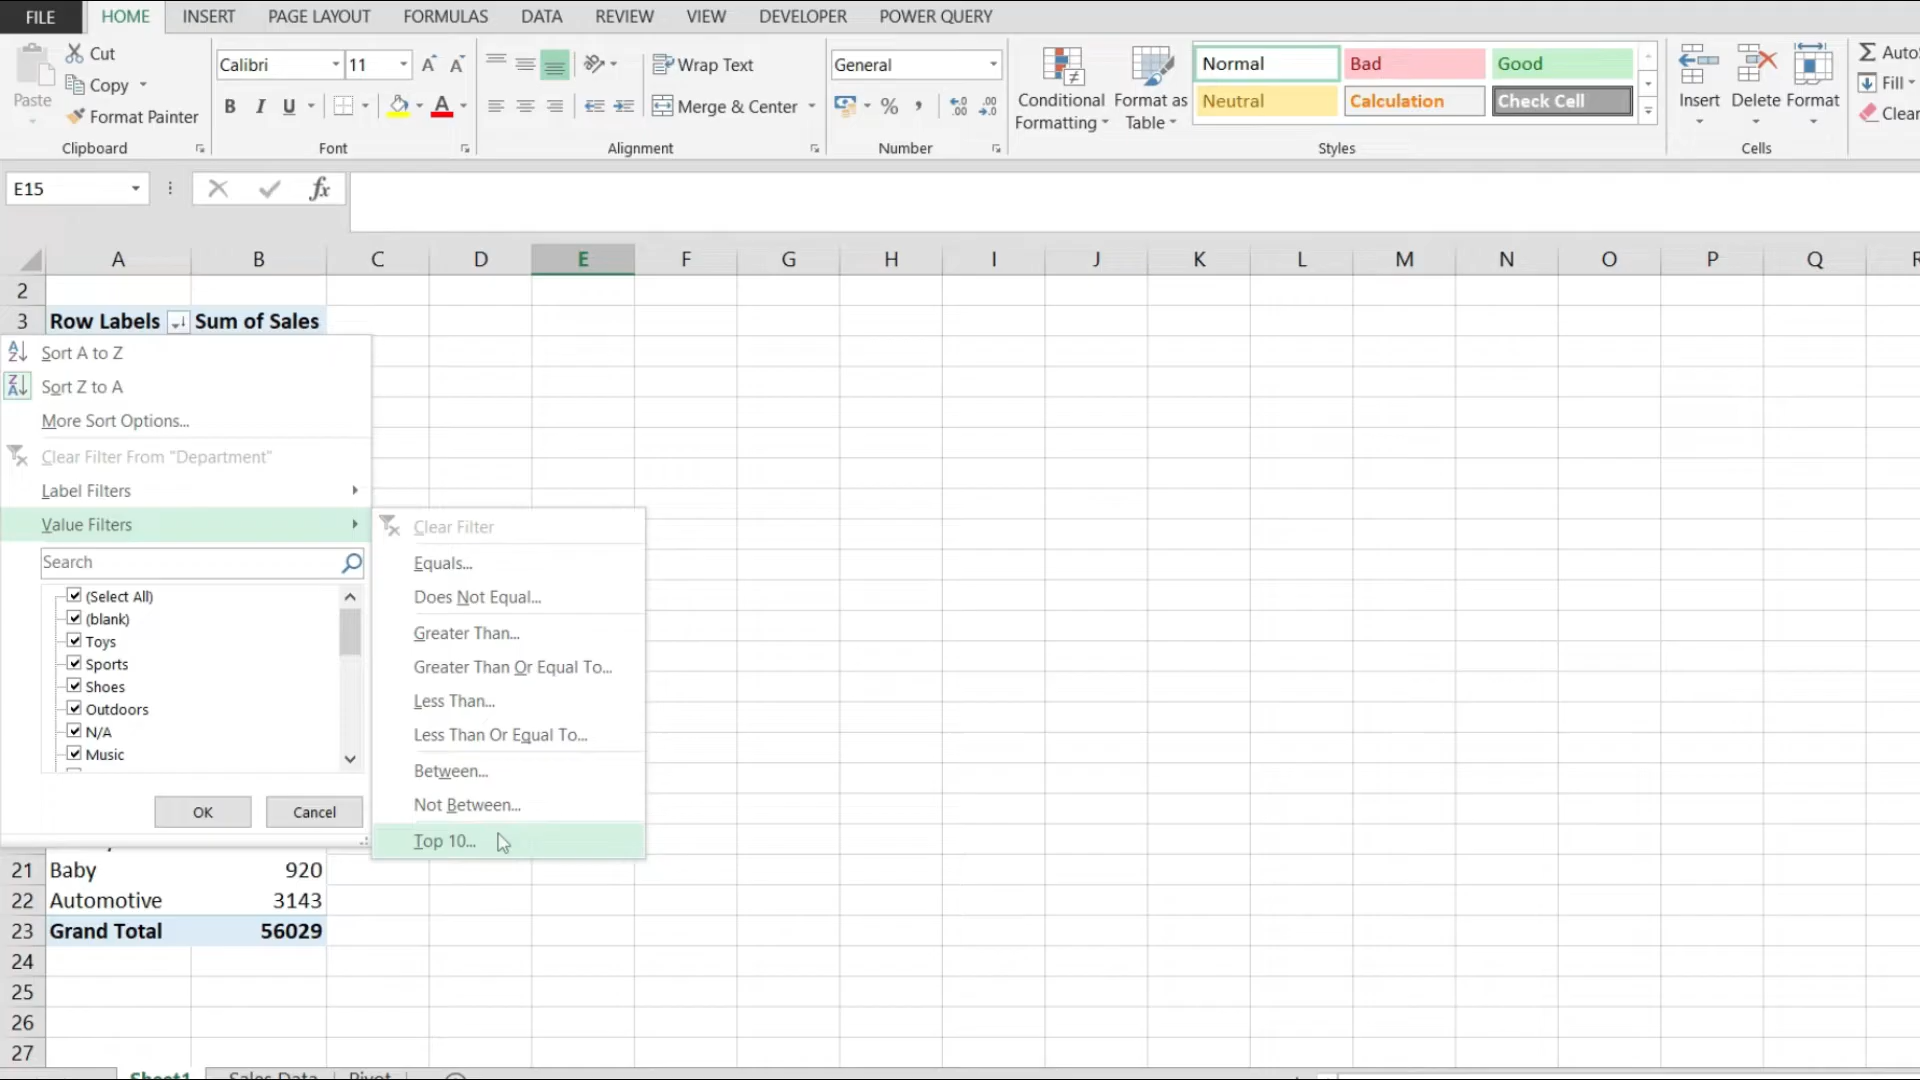 FILE HOME INSERT PAGE LAYOUT FORMULAS DATA REVIEW VIEW DEVELOPER POWER QUERY
Paste
Cut
Copy
Format Painter
Clipboard
Calibri 11 A A
B I U A
Font
Wrap Text
Merge & Center
Alignment
General
% , .0 .00 .00 .0
Number
Conditional Formatting
Format as Table
Normal Bad Good
Neutral Calculation Check Cell
Styles
Insert Delete Format
Cells
Σ Auto
Fill
Clear
E15 fx
A B C D E F G H I J K L M N O P Q
2
3 Row Labels Sum of Sales
Sort A to Z
Sort Z to A
More Sort Options...
Clear Filter From "Department"
Label Filters
Value Filters
Search
(Select All)
(blank)
Toys
Sports
Shoes
Outdoors
N/A
Music
OK Cancel
Clear Filter
Equals...
Does Not Equal...
Greater Than...
Greater Than Or Equal To...
Less Than...
Less Than Or Equal To...
Between...
Not Between...
Top 10...
21 Baby 920
22 Automotive 3143
23 Grand Total 56029
24
25
26
27
Sheet1 Sales Data Pivot